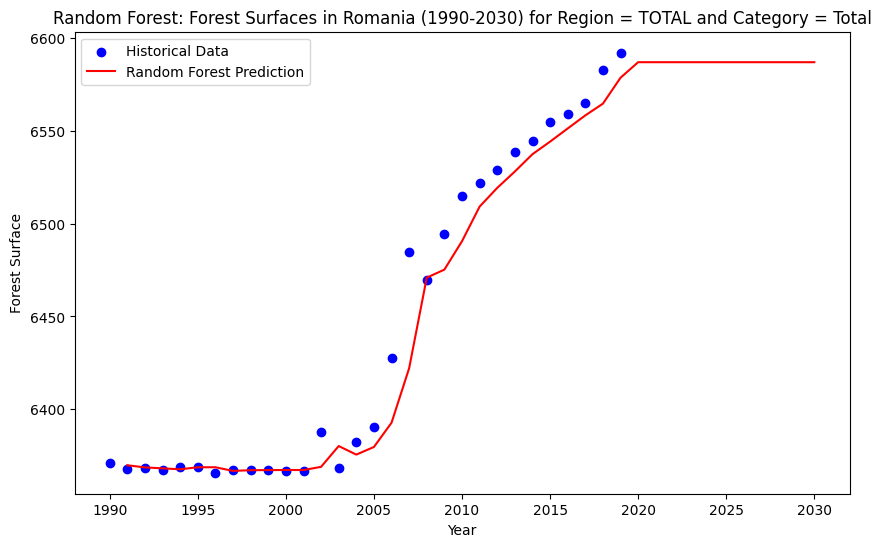 Random Forest: Forest Surfaces in Romania (1990-2030) for Region = TOTAL and Category = Total
Historical Data
Random Forest Prediction
6600
6550
6500
6450
6400
Forest Surface
1990 1995 2000 2005 2010 2015 2020 2025 2030
Year